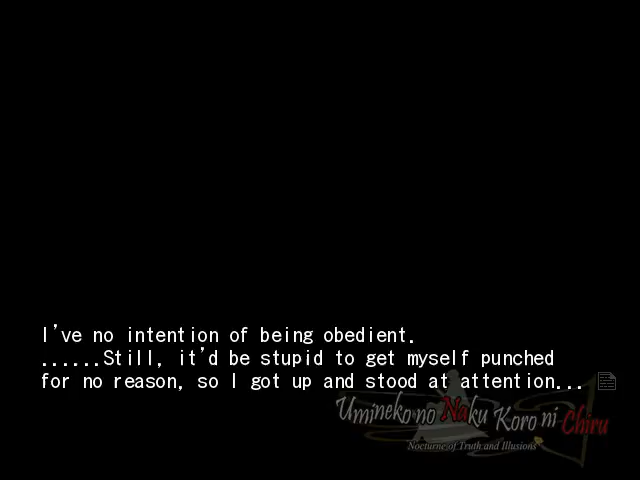 I've no intention of being obedient.
......Still, it'd be stupid to get myself punched
for no reason, so I got up and stood at attention...
Umineko no Naku Koro ni Chiru
Nocturne of Truth and Illusions